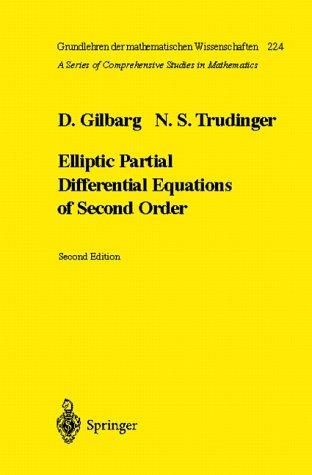 Grundlehren der mathematischen Wissenschaften 224
A Series of Comprehensive Studies in Mathematics
D. Gilbarg N. S. Trudinger
Elliptic Partial
Differential Equations
of Second Order
Second Edition
Springer